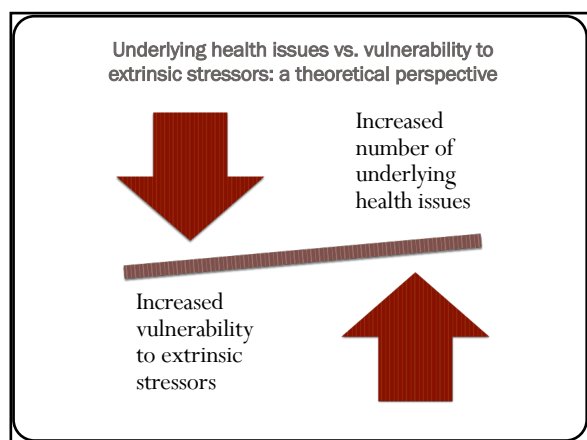 Underlying health issues vs. vulnerability to
extrinsic stressors: a theoretical perspective
Increased
number of
underlying
health issues
Increased
vulnerability
to extrinsic
stressors